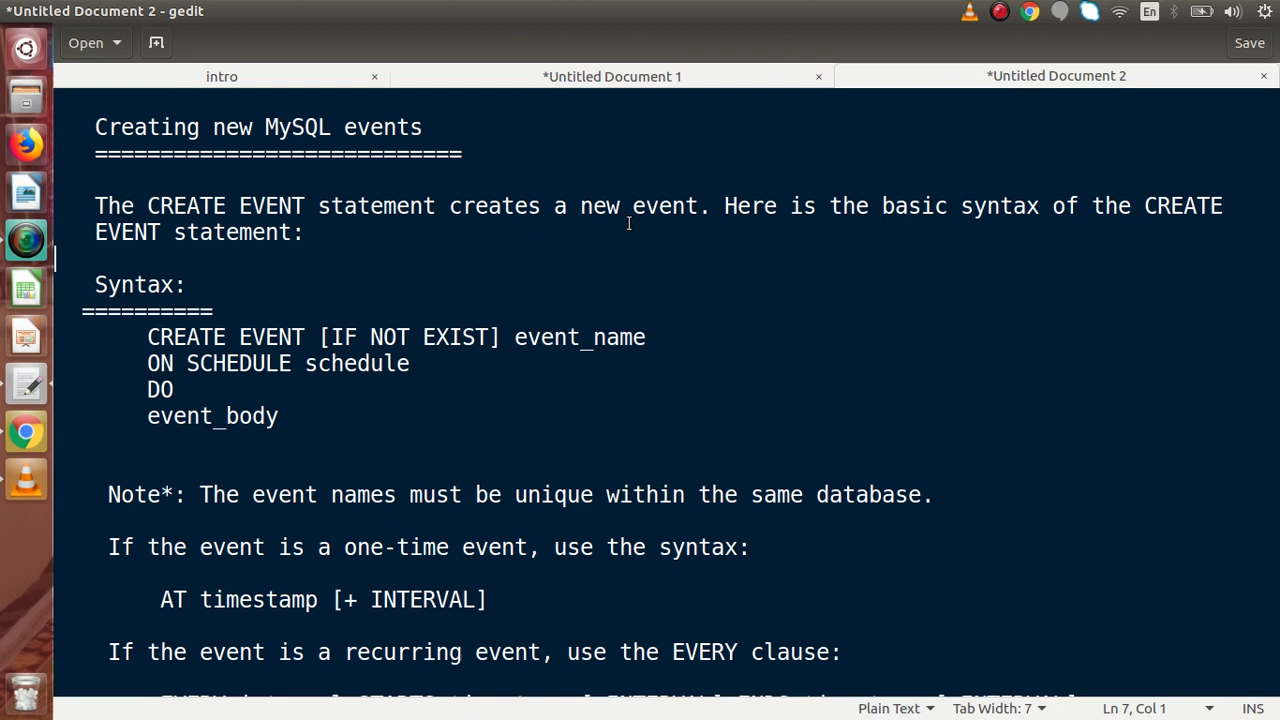 *Untitled Document 2 - gedit
En
Open
Save
intro
*Untitled Document 1
*Untitled Document 2
Creating new MySQL events
============================
The CREATE EVENT statement creates a new event. Here is the basic syntax of the CREATE
EVENT statement:
Syntax:
==========
CREATE EVENT [IF NOT EXIST] event_name
ON SCHEDULE schedule
DO
event_body
Note*: The event names must be unique within the same database.
If the event is a one-time event, use the syntax:
AT timestamp [+ INTERVAL]
If the event is a recurring event, use the EVERY clause:
Plain Text
Tab Width: 7
Ln 7, Col 1
INS